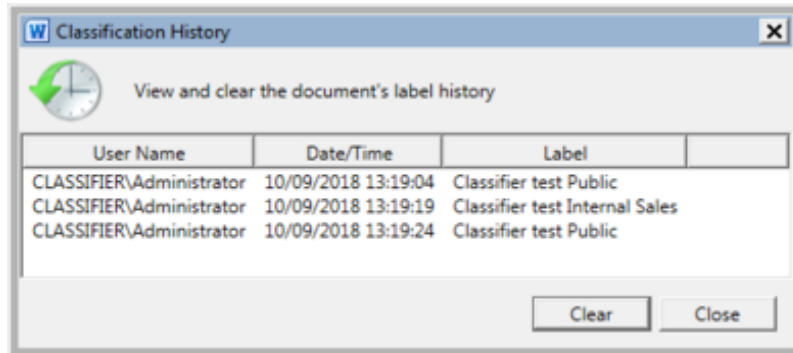 W Classification History
View and clear the document's label history
User Name Date/Time Label
CLASSIFIER\Administrator 10/09/2018 13:19:04 Classifier test Public
CLASSIFIER\Administrator 10/09/2018 13:19:19 Classifier test Internal Sales
CLASSIFIER\Administrator 10/09/2018 13:19:24 Classifier test Public
Clear Close